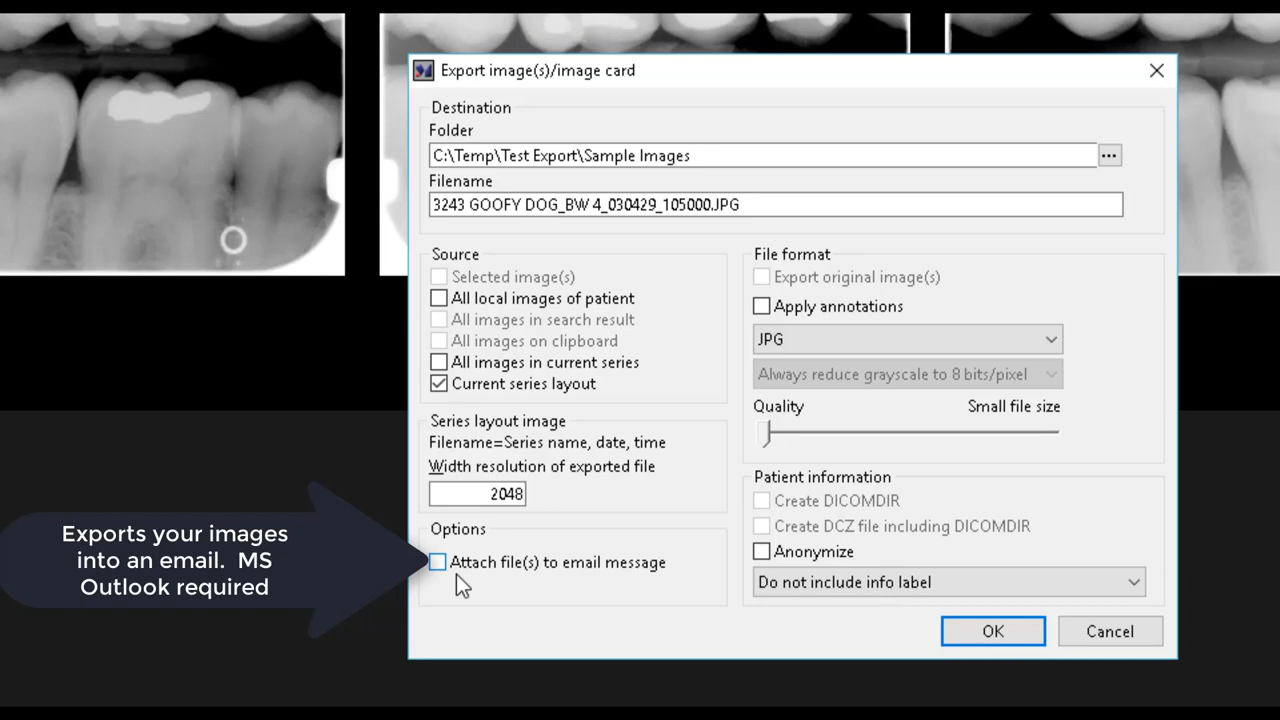 Export image(s)/image card
Destination
Folder
C:\Temp\Test Export\Sample Images
...
Filename
3243 GOOFY DOG_BW 4_030429_105000.JPG
Source
Selected image(s)
All local images of patient
All images in search result
All images on clipboard
All images in current series
Current series layout
Series layout image
Filename=Series name, date, time
Width resolution of exported file
2048
Options
Attach file(s) to email message
File format
Export original image(s)
Apply annotations
JPG
Always reduce grayscale to 8 bits/pixel
Quality Small file size
Patient information
Create DICOMDIR
Create DCZ file including DICOMDIR
Anonymize
Do not include info label
OK Cancel
Exports your images
into an email. MS
Outlook required